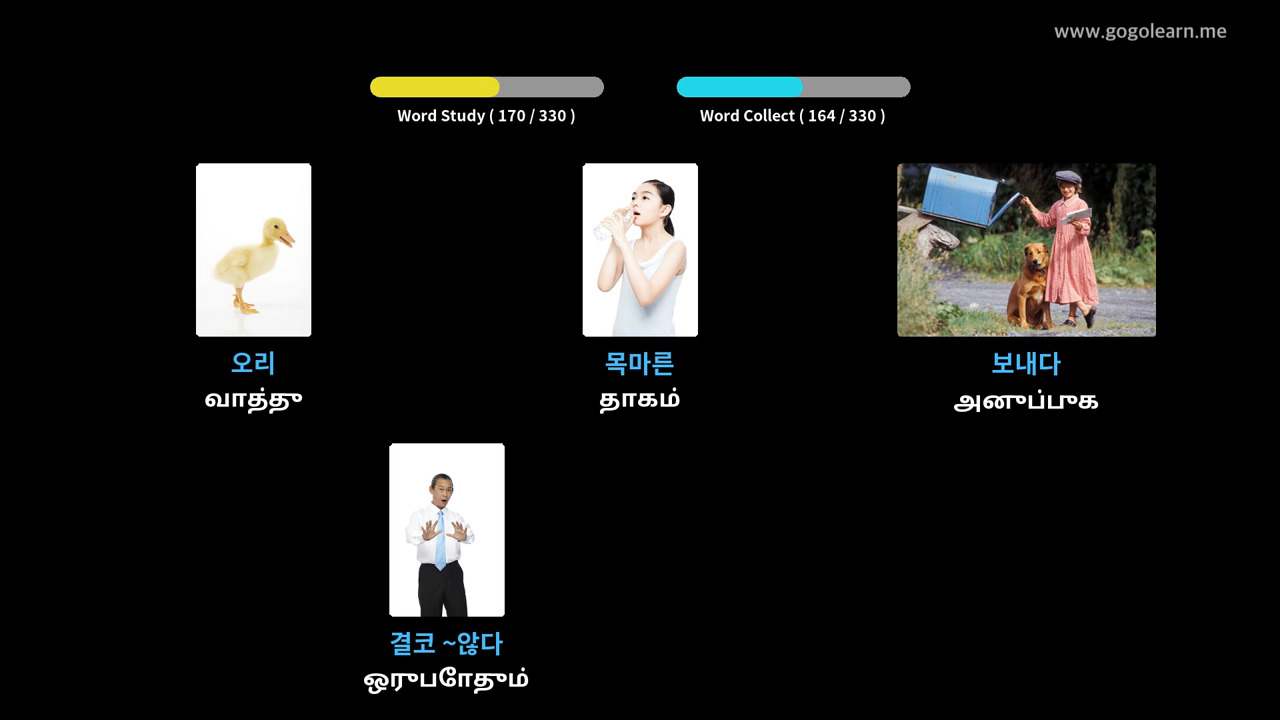 www.gogolearn.me
Word Study ( 170 / 330 )
Word Collect ( 164 / 330 )
오리
வாத்து
목마른
தாகம்
보내다
அனுப்புக
결코 ~않다
ஒருபோேதும்